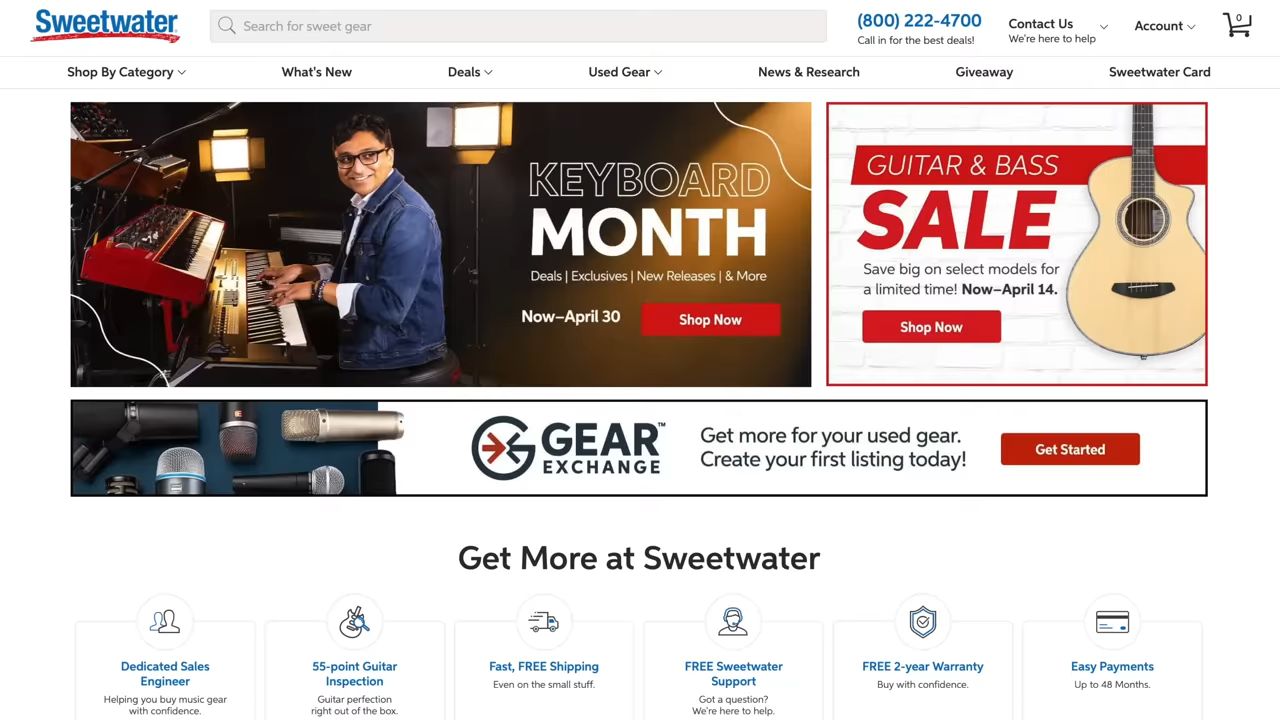 Sweetwater
Search for sweet gear
(800) 222-4700
Call in for the best deals!
Contact Us
We're here to help
Account
0
Shop By Category
What's New
Deals
Used Gear
News & Research
Giveaway
Sweetwater Card
KEYBOARD
MONTH
Deals | Exclusives | New Releases | & More
Now–April 30
Shop Now
GUITAR & BASS
SALE
Save big on select models for
a limited time! Now–April 14.
Shop Now
GEAR™
EXCHANGE
Get more for your used gear.
Create your first listing today!
Get Started
Get More at Sweetwater
Dedicated Sales
Engineer
Helping you buy music gear
with confidence.
55-point Guitar
Inspection
Guitar perfection
right out of the box.
Fast, FREE Shipping
Even on the small stuff.
FREE Sweetwater
Support
Got a question?
We're here to help.
FREE 2-year Warranty
Buy with confidence.
Easy Payments
Up to 48 Months.